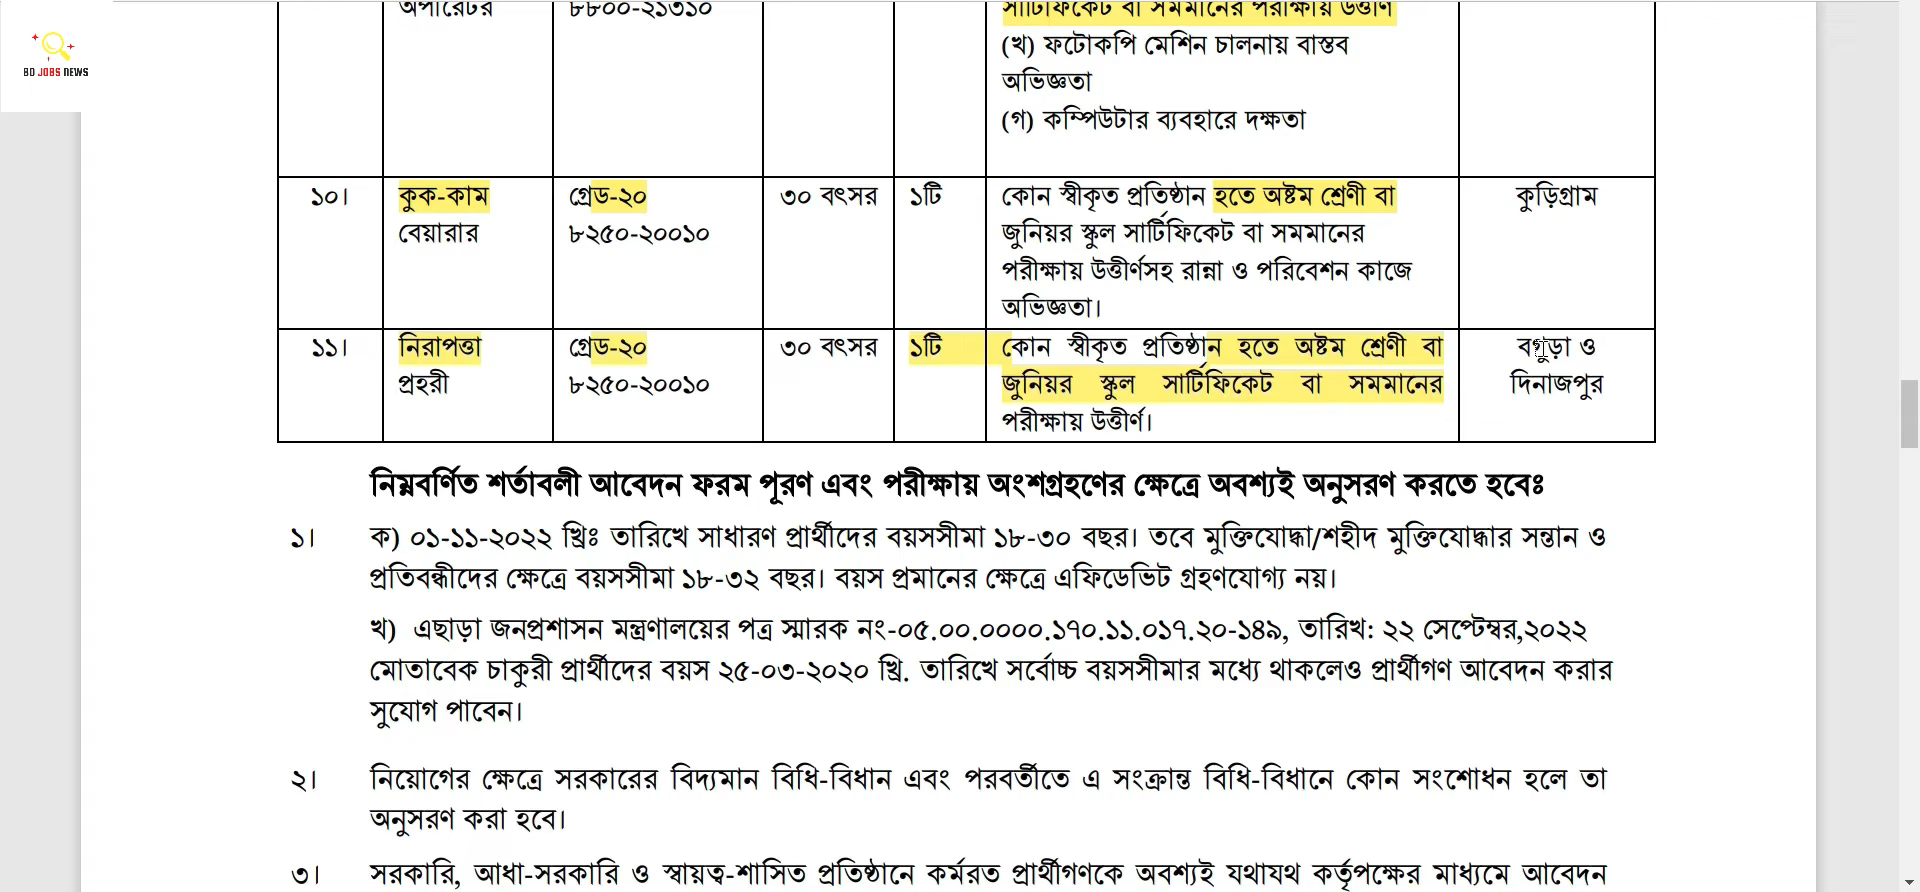 অপারেটর
৮৮০০-২১৩১০
সার্টিফিকেট বা সমমানের পরীক্ষায় উত্তীর্ণ
(খ) ফটোকপি মেশিন চালনায় বাস্তব
অভিজ্ঞতা
(গ) কম্পিউটার ব্যবহারে দক্ষতা
BD JOBS NEWS
১০।
কুক-কাম
বেয়ারার
গ্রেড-২০
৮২৫০-২০০১০
৩০ বৎসর
১টি
কোন স্বীকৃত প্রতিষ্ঠান হতে অষ্টম শ্রেণী বা
জুনিয়র স্কুল সার্টিফিকেট বা সমমানের
পরীক্ষায় উত্তীর্ণসহ রান্না ও পরিবেশন কাজে
অভিজ্ঞতা।
কুড়িগ্রাম
১১।
নিরাপত্তা
প্রহরী
গ্রেড-২০
৮২৫০-২০০১০
৩০ বৎসর
১টি
কোন স্বীকৃত প্রতিষ্ঠান হতে অষ্টম শ্রেণী বা
জুনিয়র স্কুল সার্টিফিকেট বা সমমানের
পরীক্ষায় উত্তীর্ণ।
বগুড়া ও
দিনাজপুর
নিম্নবর্ণিত শর্তাবলী আবেদন ফরম পূরণ এবং পরীক্ষায় অংশগ্রহণের ক্ষেত্রে অবশ্যই অনুসরণ করতে হবেঃ
১। ক) ০১-১১-২০২২ খ্রিঃ তারিখে সাধারণ প্রার্থীদের বয়সসীমা ১৮-৩০ বছর। তবে মুক্তিযোদ্ধা/শহীদ মুক্তিযোদ্ধার সন্তান ও
প্রতিবন্ধীদের ক্ষেত্রে বয়সসীমা ১৮-৩২ বছর। বয়স প্রমানের ক্ষেত্রে এফিডেভিট গ্রহণযোগ্য নয়।
খ) এছাড়া জনপ্রশাসন মন্ত্রণালয়ের পত্র স্মারক নং-০৫.০০.০০০০.১৭০.১১.০১৭.২০-১৪৯, তারিখ: ২২ সেপ্টেম্বর,২০২২
মোতাবেক চাকুরী প্রার্থীদের বয়স ২৫-০৩-২০২০ খ্রি. তারিখে সর্বোচ্চ বয়সসীমার মধ্যে থাকলেও প্রার্থীগণ আবেদন করার
সুযোগ পাবেন।
২। নিয়োগের ক্ষেত্রে সরকারের বিদ্যমান বিধি-বিধান এবং পরবর্তীতে এ সংক্রান্ত বিধি-বিধানে কোন সংশোধন হলে তা
অনুসরণ করা হবে।
৩। সরকারি, আধা-সরকারি ও স্বায়ত্ব-শাসিত প্রতিষ্ঠানে কর্মরত প্রার্থীগণকে অবশ্যই যথাযথ কর্তৃপক্ষের মাধ্যমে আবেদন